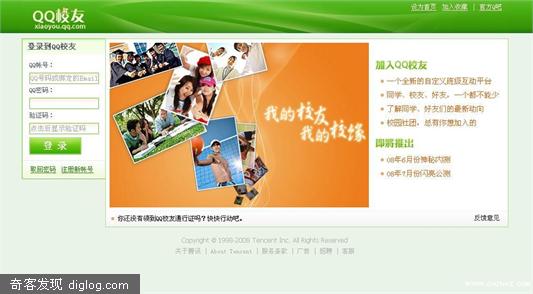 QQ校友
xiaoyou.qq.com
设为首页 加入收藏 | 官方Q吧
登录到QQ校友
QQ帐号：
QQ号码或绑定的Email
QQ密码：
验证码：
点击后显示验证码
登 录
取回密码 注册新帐号
我的校友
我的校缘
加入QQ校友
一个全新的自定义班级互动平台
同学、校友、好友，一个都不能少
了解同学、好友们的最新动向
校园社团，总有你想加入的
即将推出
08年6月份神秘内测
08年7月份闪亮公测
你还没有领到QQ校友通行证吗？快快行动吧。
反馈意见
Copyright © 1998-2008 Tencent Inc. All Rights Reserved
关于腾讯 | About Tencent | 服务条款 | 广告 | 招聘 | 客服
奇客发现 diglog.com